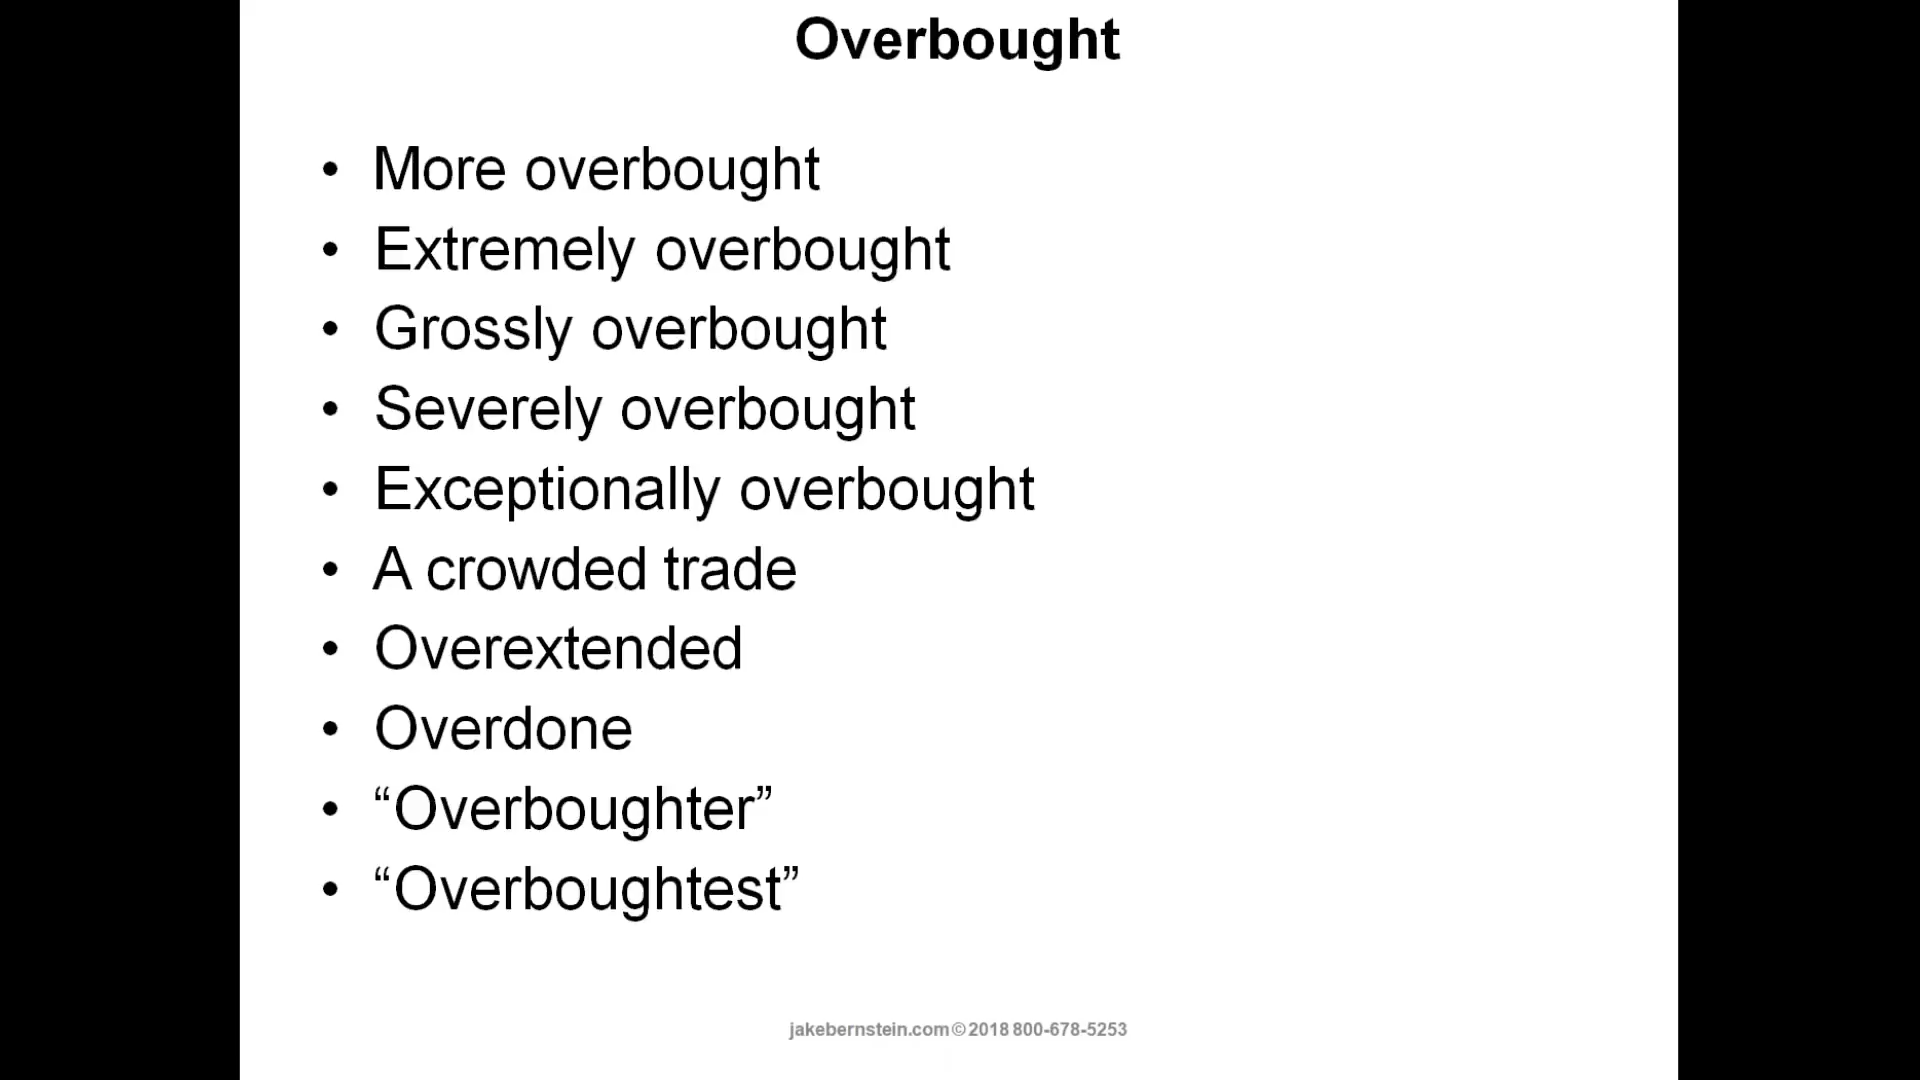 Overbought
• More overbought
• Extremely overbought
• Grossly overbought
• Severely overbought
• Exceptionally overbought
• A crowded trade
• Overextended
• Overdone
• “Overboughter”
• “Overboughtest”
jakebernstein.com©2018 800-678-5253